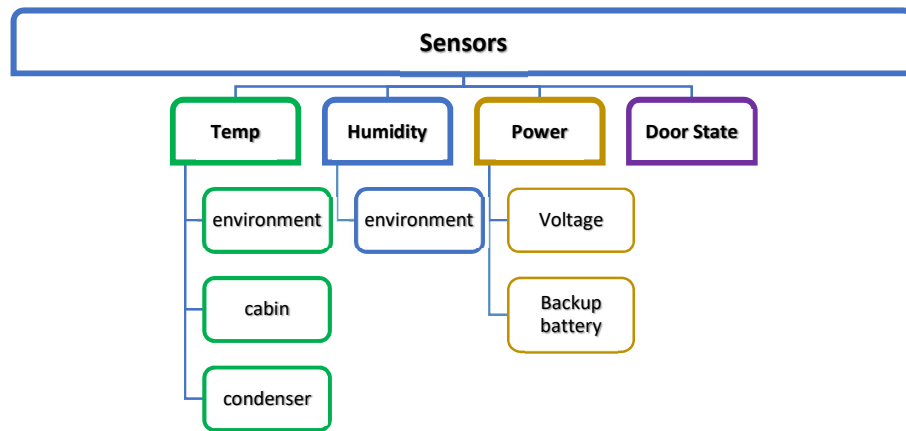 Sensors
Temp
Humidity
Power
Door State
environment
environment
Voltage
cabin
Backup
battery
condenser